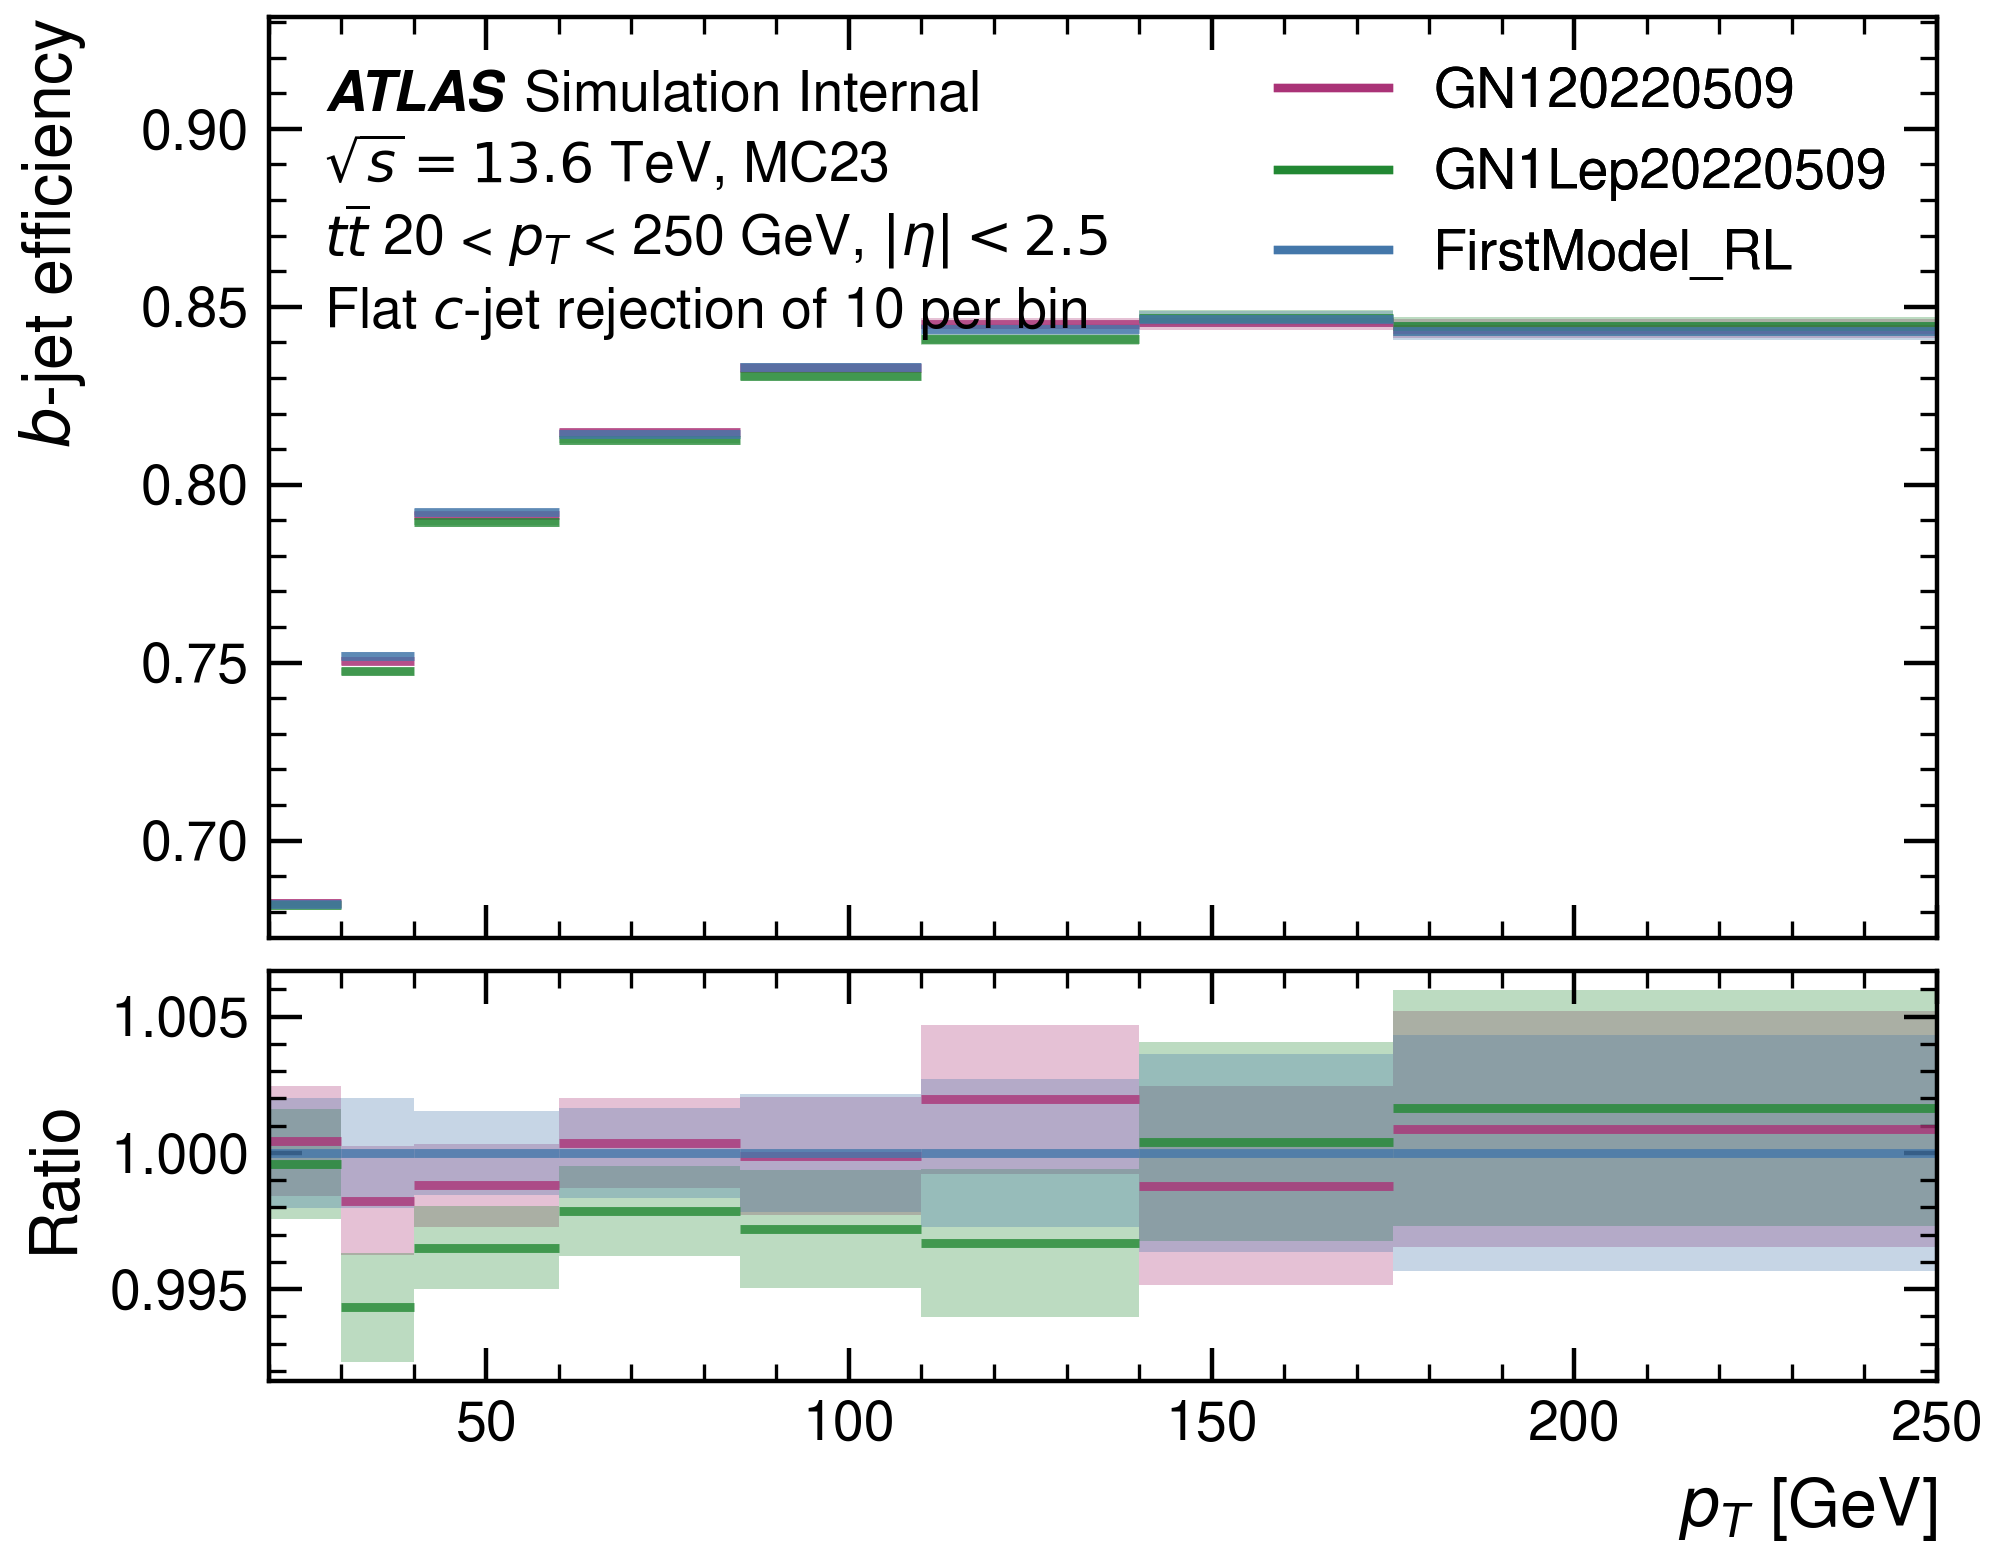 b-jet efficiency
ATLAS Simulation Internal
√s = 13.6 TeV, MC23
tt̅ 20 < pT < 250 GeV, |η| < 2.5
Flat c-jet rejection of 10 per bin
GN120220509
GN1Lep20220509
FirstModel_RL
0.90
0.85
0.80
0.75
0.70
Ratio
1.005
1.000
0.995
50 100 150 200 250
pT [GeV]